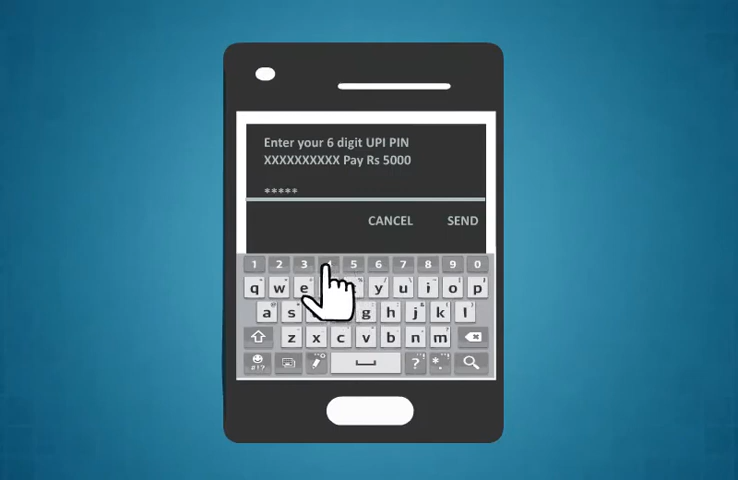 Enter your 6 digit UPI PIN
XXXXXXXXXX Pay Rs 5000
*****
CANCEL SEND
1 2 3 4 5 6 7 8 9 0
q w e y u i o p
a s g h j k l
z x c v b n m
#!? ? *.